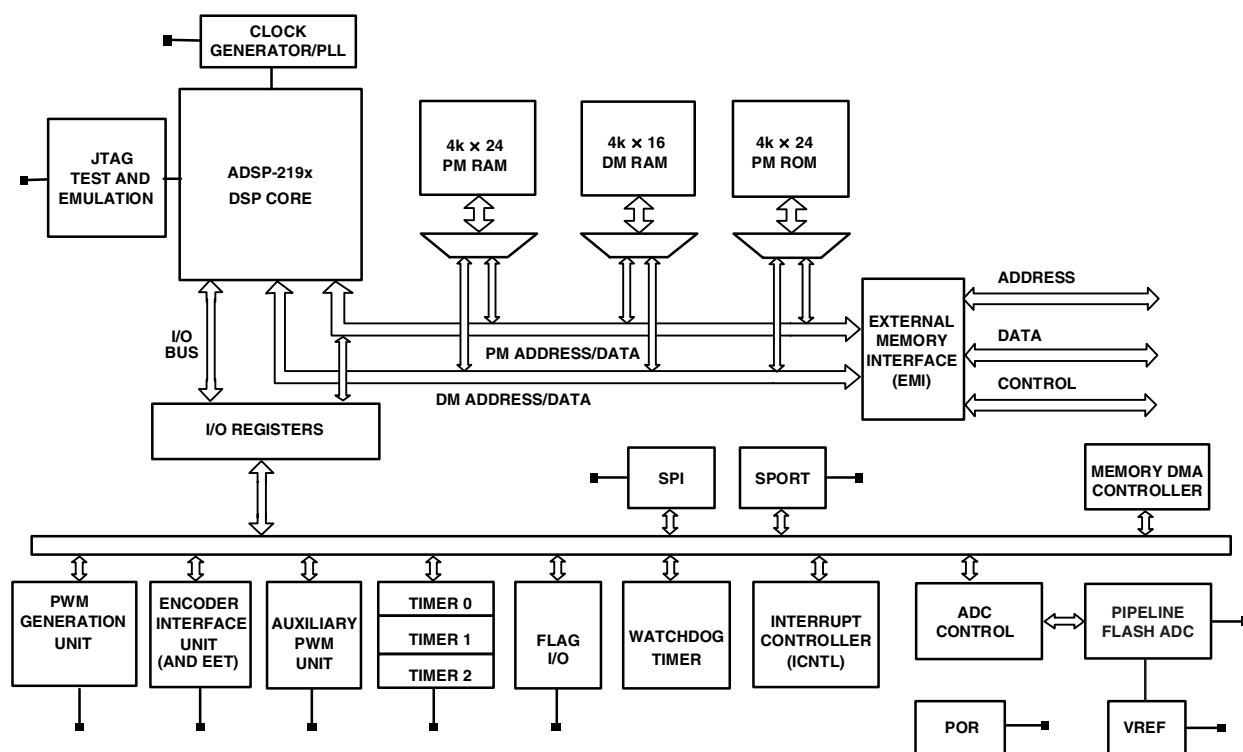 CLOCK
GENERATOR/PLL
JTAG
TEST AND
EMULATION
ADSP-219x
DSP CORE
4k × 24
PM RAM
4k × 16
DM RAM
4k × 24
PM ROM
I/O
BUS
PM ADDRESS/DATA
DM ADDRESS/DATA
EXTERNAL
MEMORY
INTERFACE
(EMI)
ADDRESS
DATA
CONTROL
I/O REGISTERS
SPI
SPORT
MEMORY DMA
CONTROLLER
PWM
GENERATION
UNIT
ENCODER
INTERFACE
UNIT
(AND EET)
AUXILIARY
PWM
UNIT
TIMER 0
TIMER 1
TIMER 2
FLAG
I/O
WATCHDOG
TIMER
INTERRUPT
CONTROLLER
(ICNTL)
ADC
CONTROL
PIPELINE
FLASH ADC
POR
VREF